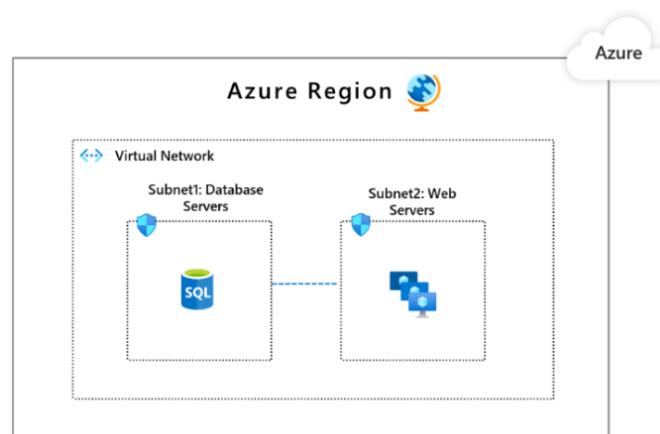 Azure
Azure Region
Virtual Network
Subnet1: Database
Servers
Subnet2: Web
Servers
SQL